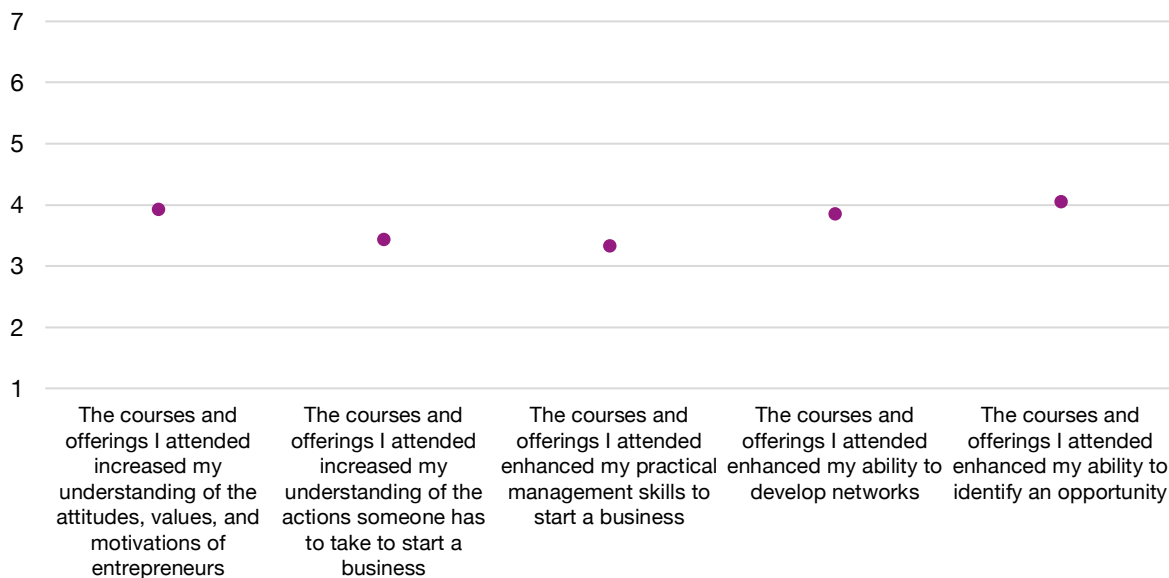 7
6
5
4
3
2
1
The courses and
offerings I attended
increased my
understanding of the
attitudes, values, and
motivations of
entrepreneurs
The courses and
offerings I attended
increased my
understanding of the
actions someone has
to take to start a
business
The courses and
offerings I attended
enhanced my practical
management skills to
start a business
The courses and
offerings I attended
enhanced my ability to
develop networks
The courses and
offerings I attended
enhanced my ability to
identify an opportunity